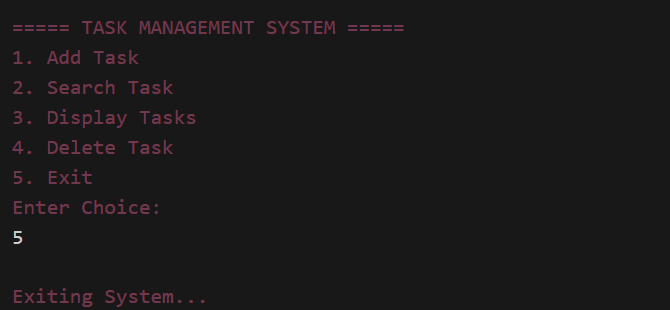 ===== TASK MANAGEMENT SYSTEM =====
1. Add Task
2. Search Task
3. Display Tasks
4. Delete Task
5. Exit
Enter Choice:
5
Exiting System...